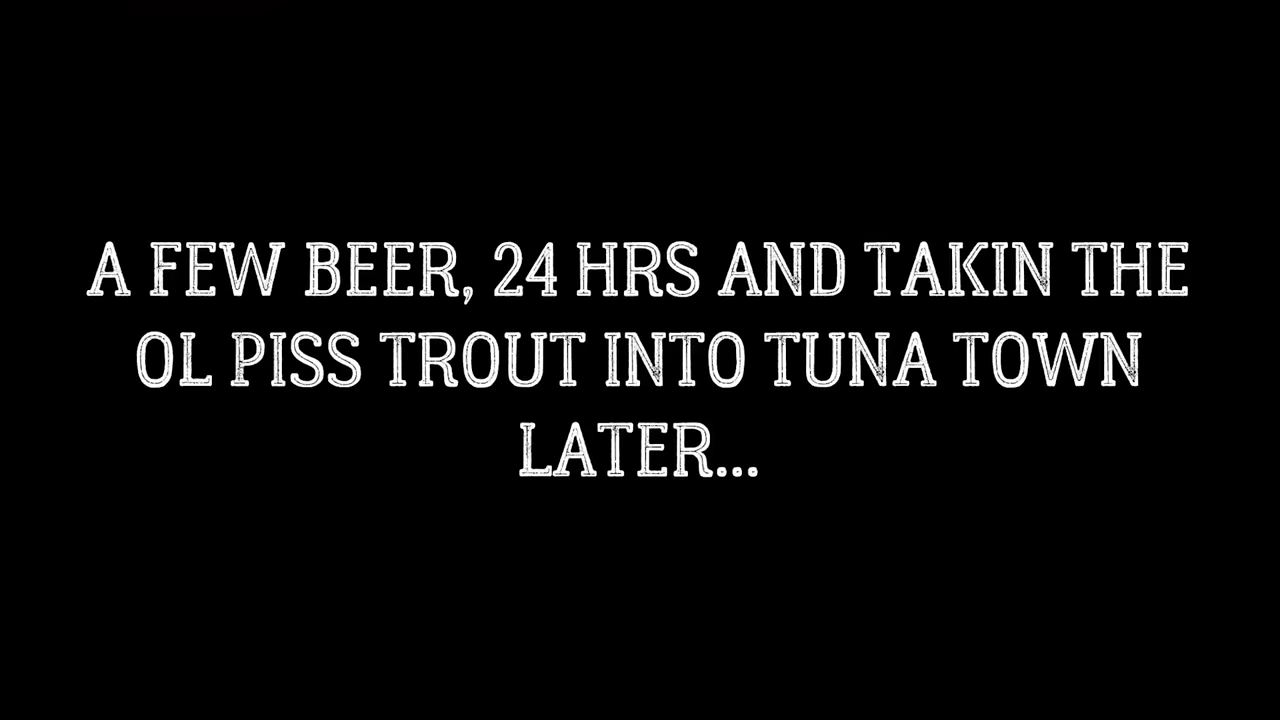 A FEW BEER, 24 HRS AND TAKIN THE
OL PISS TROUT INTO TUNA TOWN
LATER...